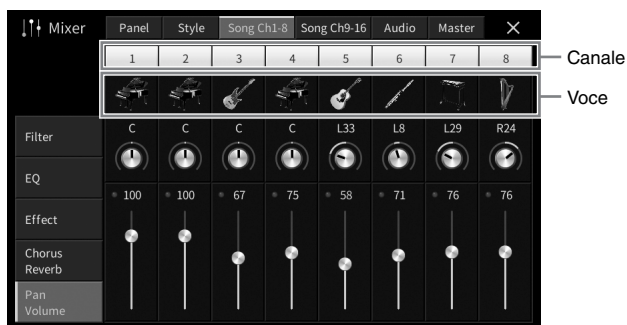 Mixer Panel Style Song Ch1-8 Song Ch9-16 Audio Master
1 2 3 4 5 6 7 8 Canale
Voce
Filter C C C C L33 L8 L29 R24
EQ
100 100 67 75 58 71 76 76
Effect
Chorus
Reverb
Pan
Volume